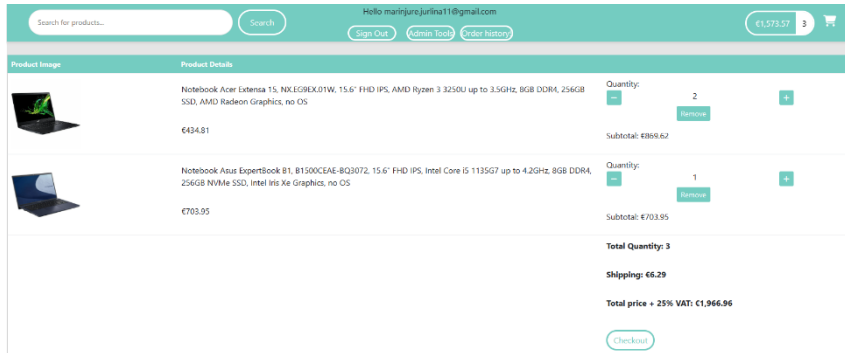 Search for products...
Search
Hello marinjure.jurlina11@gmail.com
Sign Out
Admin Tools
Order history
€1,573.57 3
Product Image
Product Details
Notebook Acer Extensa 15, NX.EG9EX.01W, 15.6" FHD IPS, AMD Ryzen 3 3250U up to 3.5GHz, 8GB DDR4, 256GB
SSD, AMD Radeon Graphics, no OS
€434.81
Quantity:
− 2 +
Remove
Subtotal: €869.62
Notebook Asus ExpertBook B1, B1500CEAE-BQ3072, 15.6" FHD IPS, Intel Core i5 1135G7 up to 4.2GHz, 8GB DDR4,
256GB NVMe SSD, Intel Iris Xe Graphics, no OS
€703.95
Quantity:
− 1 +
Remove
Subtotal: €703.95
Total Quantity: 3
Shipping: €6.29
Total price + 25% VAT: €1,966.96
Checkout